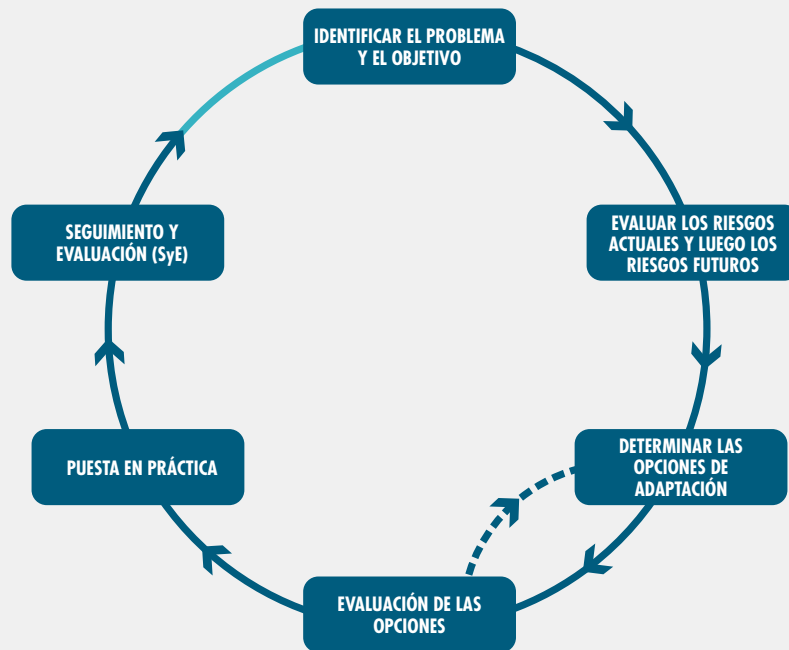 IDENTIFICAR EL PROBLEMA
Y EL OBJETIVO
EVALUAR LOS RIESGOS
ACTUALES Y LUEGO LOS
RIESGOS FUTUROS
DETERMINAR LAS
OPCIONES DE
ADAPTACIÓN
EVALUACIÓN DE LAS
OPCIONES
PUESTA EN PRÁCTICA
SEGUIMIENTO Y
EVALUACIÓN (SyE)